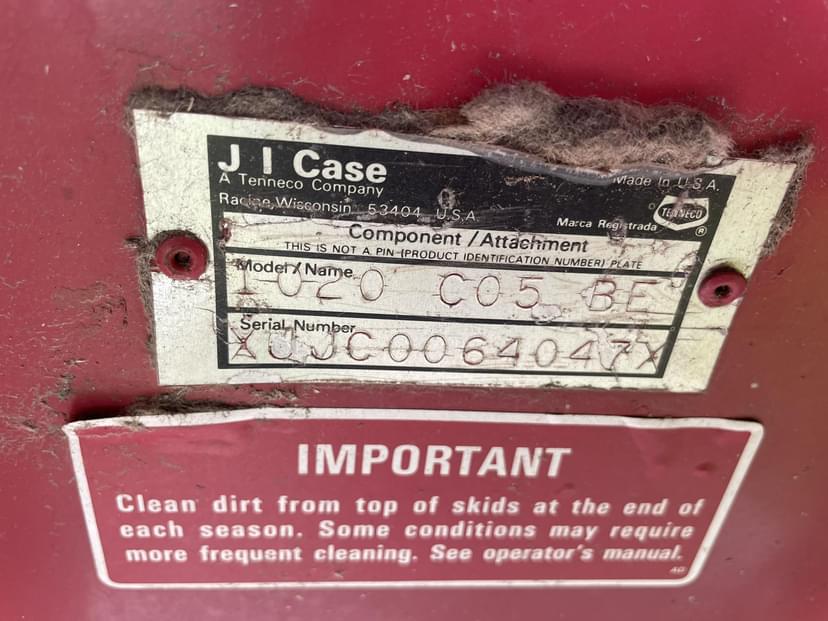 J I Case
A Tenneco Company
Racine, Wisconsin 53404 U.S.A.
Made In U.S.A.
TENNECO
Marca Registrada ®
Component / Attachment
THIS IS NOT A PIN (PRODUCT IDENTIFICATION NUMBER) PLATE
Model / Name
1020 C05 BE
Serial Number
XJJC0064047X
IMPORTANT
Clean dirt from top of skids at the end of
each season. Some conditions may require
more frequent cleaning. See operator's manual.